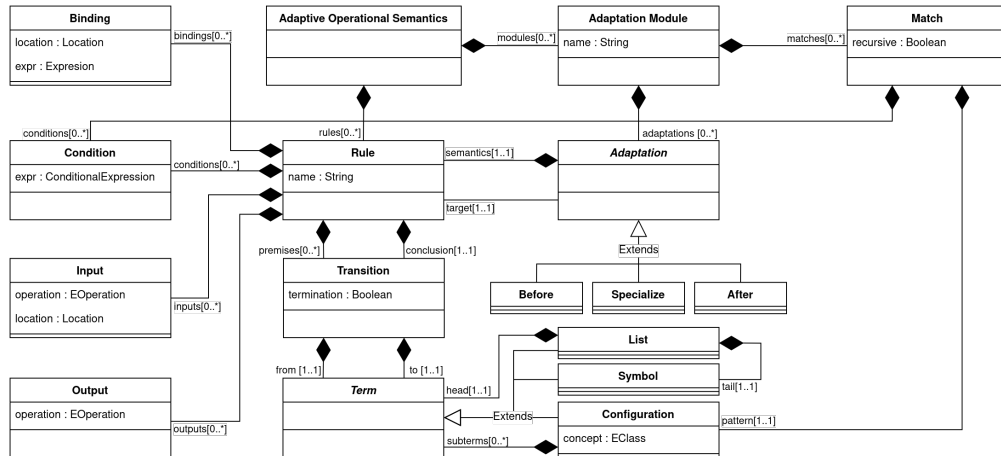 Binding
Adaptive Operational Semantics
Adaptation Module
Match
location : Location
expr : Expresion
bindings[0..*]
modules[0..*]
name : String
matches[0..*]
recursive : Boolean
conditions[0..*]
rules[0..*]
adaptations [0..*]
Condition
expr : ConditionalExpression
conditions[0..*]
Rule
name : String
semantics[1..1]
target[1..1]
Adaptation
premises[0..*]
conclusion[1..1]
Extends
Input
operation : EOperation
location : Location
inputs[0..*]
Transition
termination : Boolean
Before
Specialize
After
List
from [1..1]
to [1..1]
head[1..1]
Symbol
tail[1..1]
Output
operation : EOperation
outputs[0..*]
Term
Extends
subterms[0..*]
Configuration
concept : EClass
pattern[1..1]